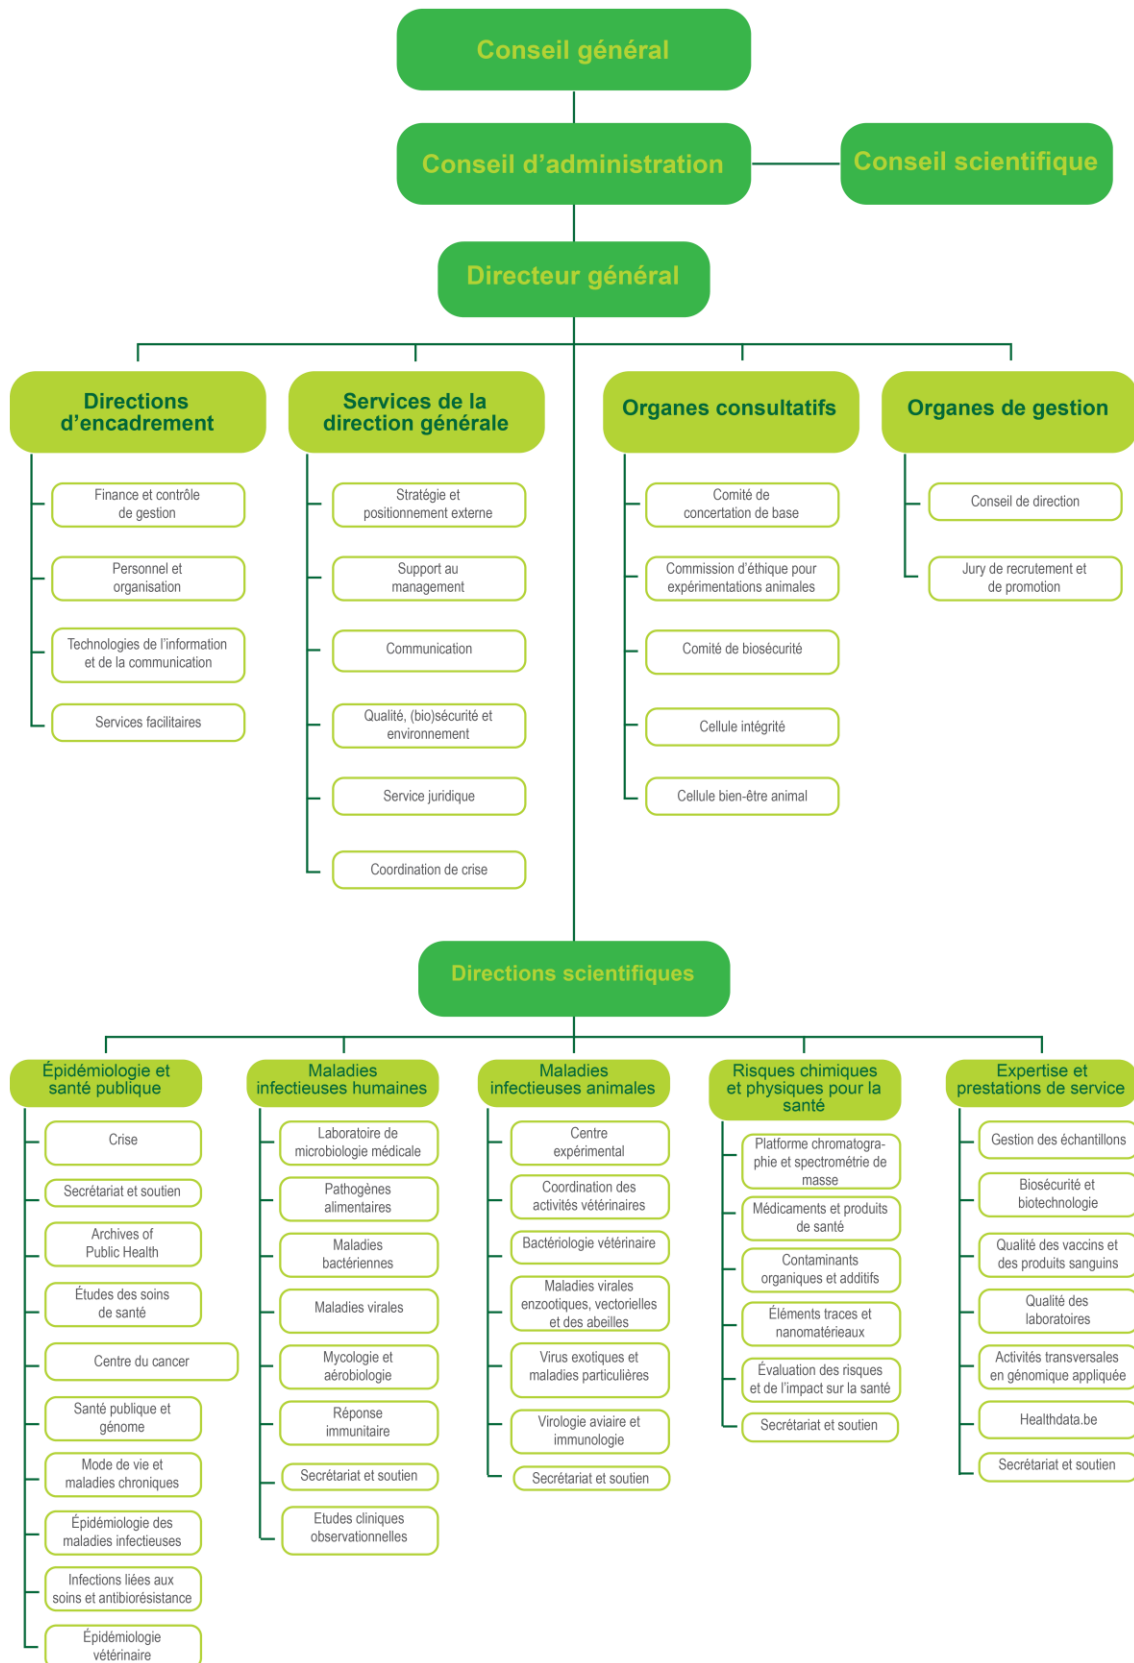 Conseil général
Conseil d'administration
Conseil scientifique
Directeur général
Directions
d'encadrement
Finance et contrôle
de gestion
Personnel et
organisation
Technologies de l'information
et de la communication
Services facilitaires
Services de la
direction générale
Stratégie et
positionnement externe
Support au
management
Communication
Qualité, (bio)sécurité et
environnement
Service juridique
Coordination de crise
Organes consultatifs
Comité de
concertation de base
Commission d'éthique pour
expérimentations animales
Comité de biosécurité
Cellule intégrité
Cellule bien-être animal
Organes de gestion
Conseil de direction
Jury de recrutement et
de promotion
Directions scientifiques
Épidémiologie et
santé publique
Crise
Secrétariat et soutien
Archives of
Public Health
Études des soins
de santé
Centre du cancer
Santé publique et
génome
Mode de vie et
maladies chroniques
Épidémiologie des
maladies infectieuses
Infections liées aux
soins et antibiorésistance
Épidémiologie
vétérinaire
Maladies
infectieuses humaines
Laboratoire de
microbiologie médicale
Pathogènes
alimentaires
Maladies
bactériennes
Maladies virales
Mycologie et
aérobiologie
Réponse
immunitaire
Secrétariat et soutien
Etudes cliniques
observationnelles
Maladies
infectieuses animales
Centre
expérimental
Coordination des
activités vétérinaires
Bactériologie vétérinaire
Maladies virales
enzootiques, vectorielles
et des abeilles
Virus exotiques et
maladies particulières
Virologie aviaire et
immunologie
Secrétariat et soutien
Risques chimiques
et physiques pour la
santé
Platforme chromatogra-
phie et spectrométrie de
masse
Médicaments et produits
de santé
Contaminants
organiques et additifs
Éléments traces et
nanomatérieaux
Évaluation des risques
et de l'impact sur la santé
Secrétariat et soutien
Expertise et
prestations de service
Gestion des échantillons
Biosécurité et
biotechnologie
Qualité des vaccins et
des produits sanguins
Qualité des
laboratoires
Activités transversales
en génomique appliquée
Healthdata.be
Secrétariat et soutien